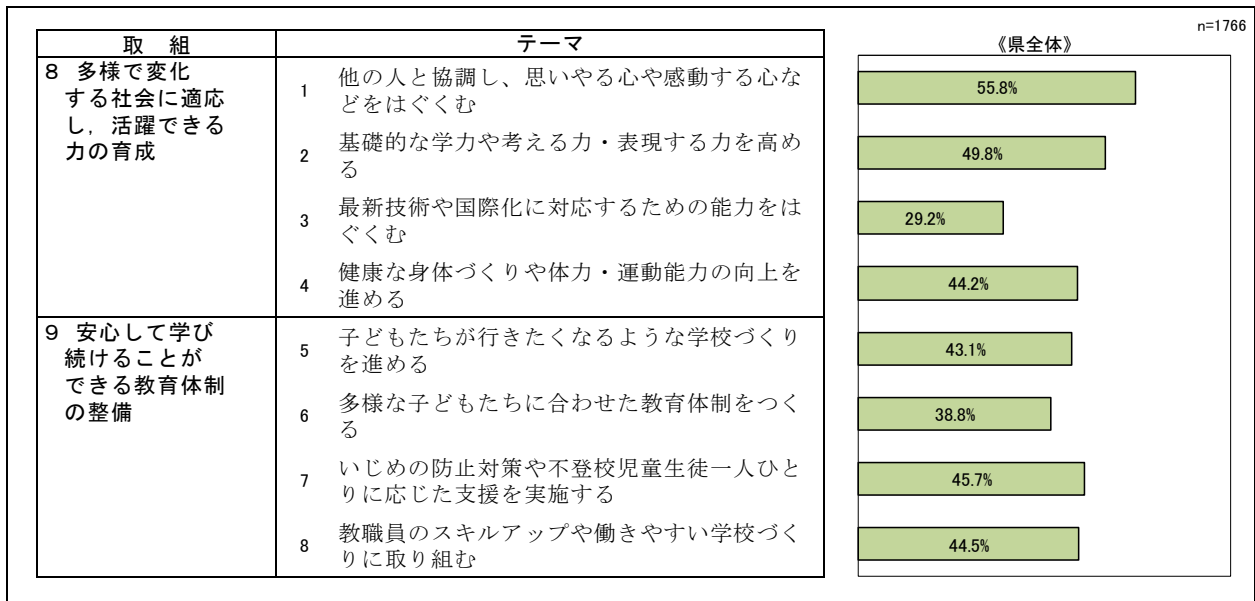 n=1766
取　組
テーマ
《県全体》
8 多様で変化
する社会に適応
し，活躍できる
力の育成
1 他の人と協調し、思いやる心や感動する心な
どをはぐくむ
55.8%
2 基礎的な学力や考える力・表現する力を高め
る
49.8%
3 最新技術や国際化に対応するための能力をは
ぐくむ
29.2%
4 健康な身体づくりや体力・運動能力の向上を
進める
44.2%
9 安心して学び
続けることが
できる教育体制
の整備
5 子どもたちが行きたくなるような学校づくり
を進める
43.1%
6 多様な子どもたちに合わせた教育体制をつく
る
38.8%
7 いじめの防止対策や不登校児童生徒一人ひと
りに応じた支援を実施する
45.7%
8 教職員のスキルアップや働きやすい学校づく
りに取り組む
44.5%